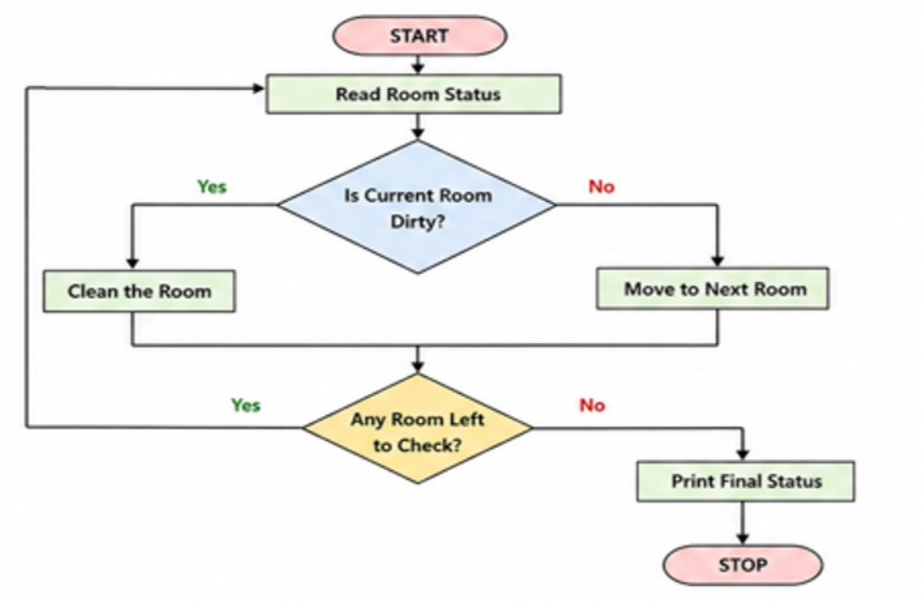 START
Read Room Status
Is Current Room
Dirty?
Yes
No
Clean the Room
Move to Next Room
Any Room Left
to Check?
Yes
No
Print Final Status
STOP